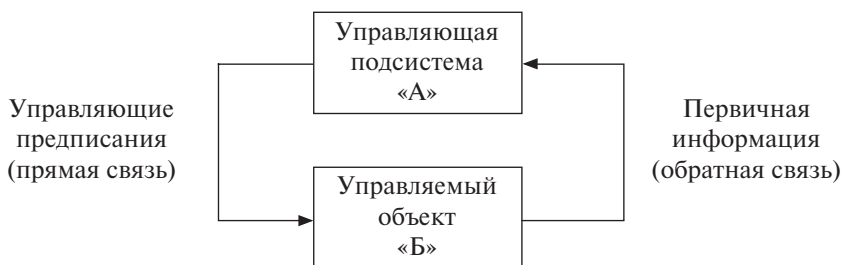 Управляющая
подсистема
«А»
Управляющие
предписания
(прямая связь)
Первичная
информация
(обратная связь)
Управляемый
объект
«Б»